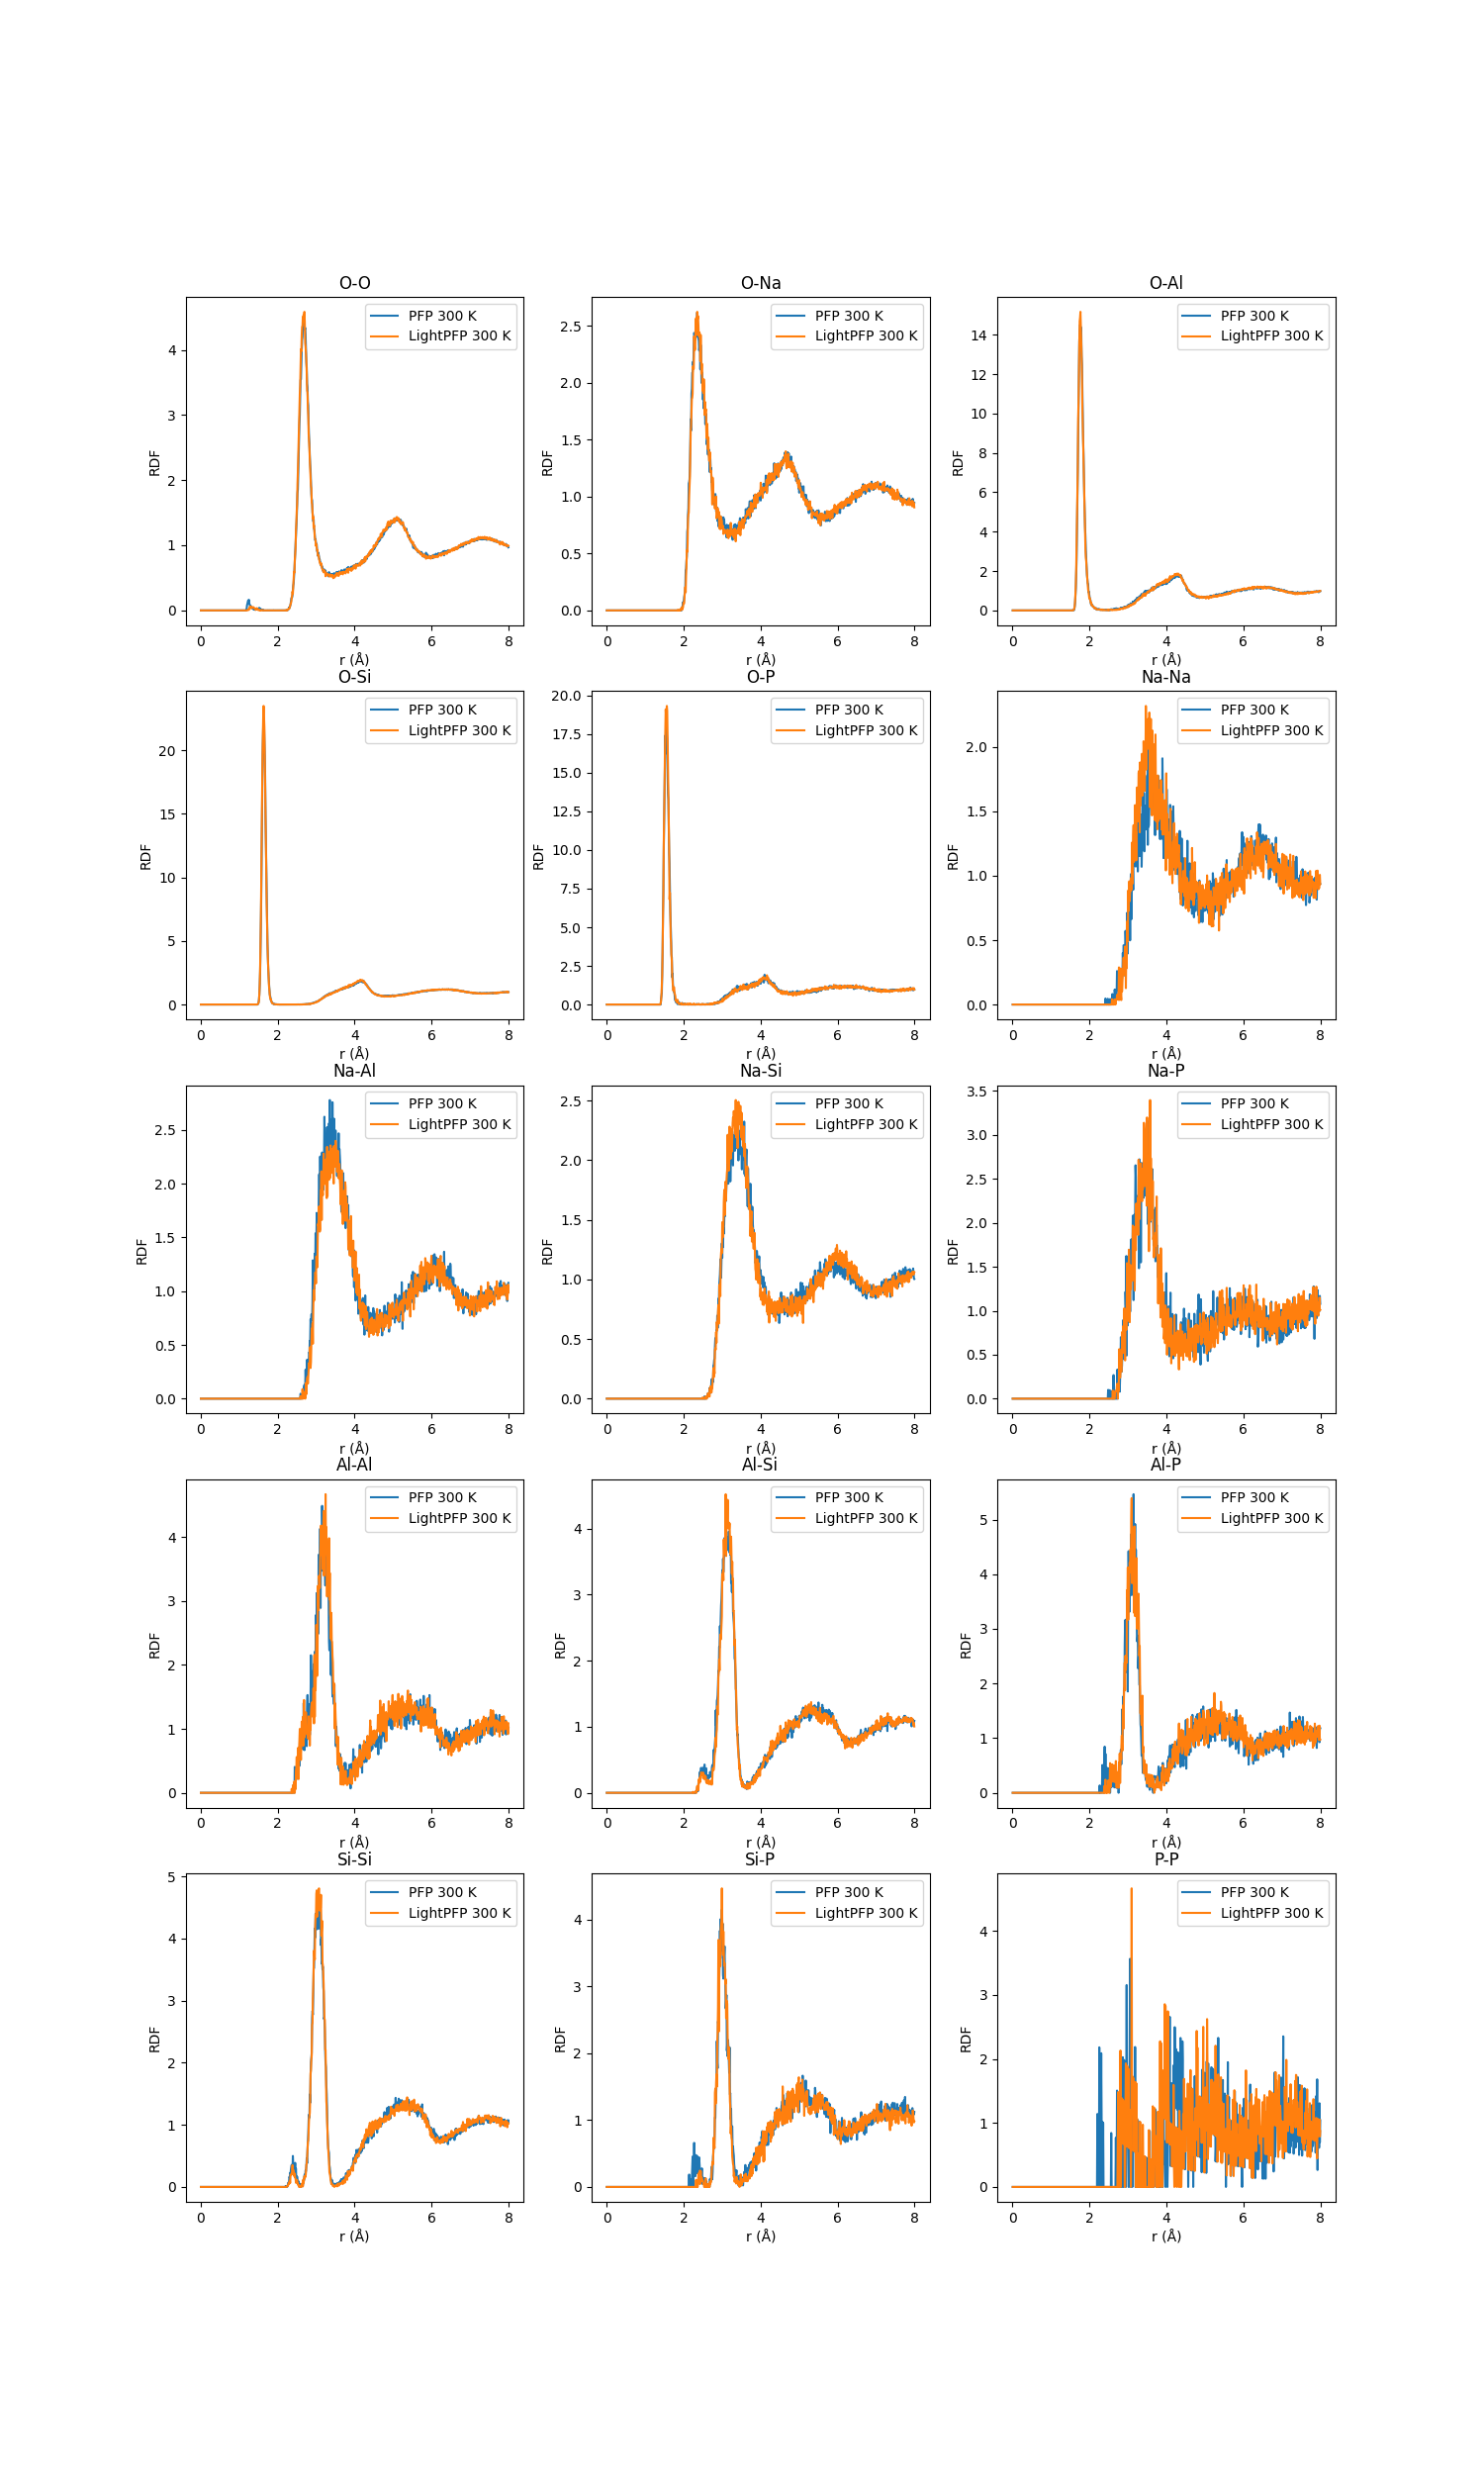 O-O
RDF
4
3
2
1
0
0 2 4 6 8
r (Å)
PFP 300 K
LightPFP 300 K
O-Na
RDF
2.5
2.0
1.5
1.0
0.5
0.0
0 2 4 6 8
r (Å)
PFP 300 K
LightPFP 300 K
O-Al
RDF
14
12
10
8
6
4
2
0
0 2 4 6 8
r (Å)
PFP 300 K
LightPFP 300 K
O-Si
RDF
20
15
10
5
0
0 2 4 6 8
r (Å)
PFP 300 K
LightPFP 300 K
O-P
RDF
20.0
17.5
15.0
12.5
10.0
7.5
5.0
2.5
0.0
0 2 4 6 8
r (Å)
PFP 300 K
LightPFP 300 K
Na-Na
RDF
2.0
1.5
1.0
0.5
0.0
0 2 4 6 8
r (Å)
PFP 300 K
LightPFP 300 K
Na-Al
RDF
2.5
2.0
1.5
1.0
0.5
0.0
0 2 4 6 8
r (Å)
PFP 300 K
LightPFP 300 K
Na-Si
RDF
2.5
2.0
1.5
1.0
0.5
0.0
0 2 4 6 8
r (Å)
PFP 300 K
LightPFP 300 K
Na-P
RDF
3.5
3.0
2.5
2.0
1.5
1.0
0.5
0.0
0 2 4 6 8
r (Å)
PFP 300 K
LightPFP 300 K
Al-Al
RDF
4
3
2
1
0
0 2 4 6 8
r (Å)
PFP 300 K
LightPFP 300 K
Al-Si
RDF
4
3
2
1
0
0 2 4 6 8
r (Å)
PFP 300 K
LightPFP 300 K
Al-P
RDF
5
4
3
2
1
0
0 2 4 6 8
r (Å)
PFP 300 K
LightPFP 300 K
Si-Si
RDF
5
4
3
2
1
0
0 2 4 6 8
r (Å)
PFP 300 K
LightPFP 300 K
Si-P
RDF
4
3
2
1
0
0 2 4 6 8
r (Å)
PFP 300 K
LightPFP 300 K
P-P
RDF
4
3
2
1
0
0 2 4 6 8
r (Å)
PFP 300 K
LightPFP 300 K